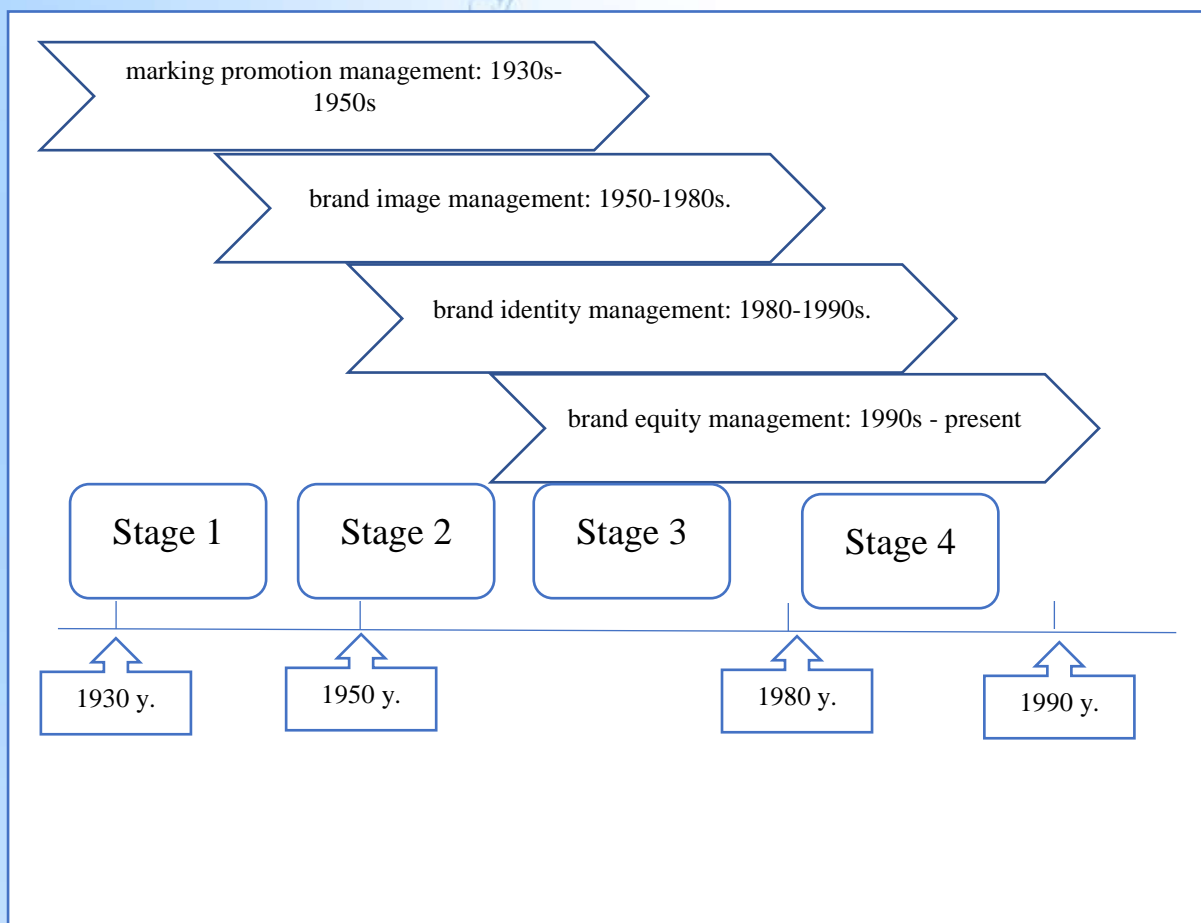 marking promotion management: 1930s-
1950s
brand image management: 1950-1980s.
brand identity management: 1980-1990s.
brand equity management: 1990s - present
Stage 1
Stage 2
Stage 3
Stage 4
1930 y.
1950 y.
1980 y.
1990 y.